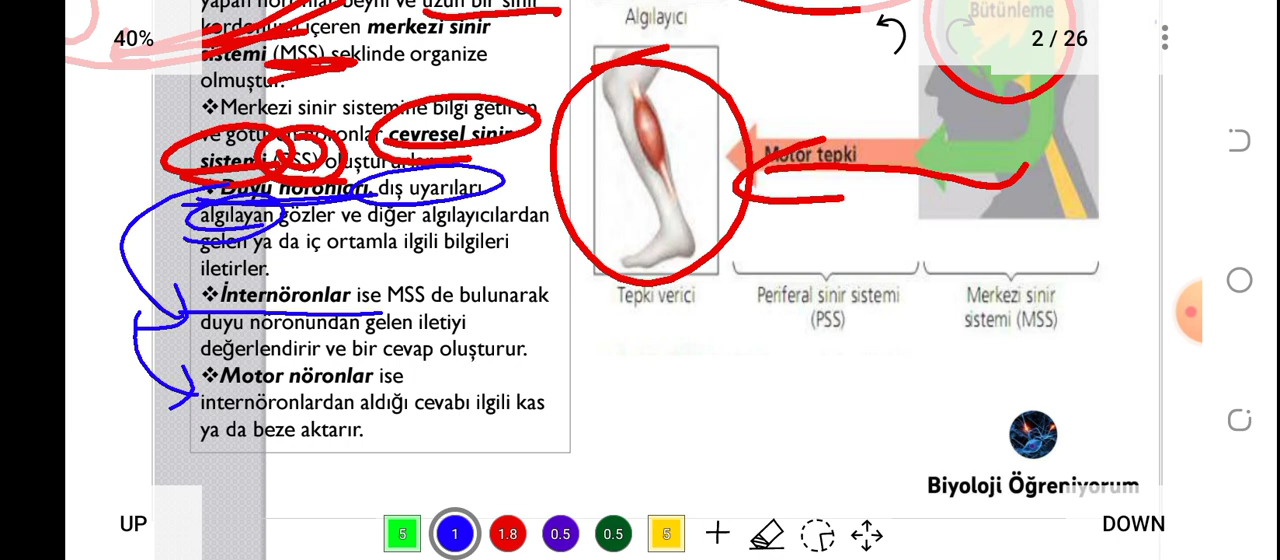 40%
yapan nöronlar beyni ve uzun bir sinir
kordonunu içeren merkezi sinir
sistemi (MSS) şeklinde organize
olmuştur.
❖Merkezi sinir sistemine bilgi getiren
ve götüren nöronlar çevresel sinir
sistemi (PSS) oluştururlar.
❖Duyu nöronları, dış uyarıları
algılayan gözler ve diğer algılayıcılardan
gelen ya da iç ortamla ilgili bilgileri
iletirler.
❖İnternöronlar ise MSS de bulunarak
duyu nöronundan gelen iletiyi
değerlendirir ve bir cevap oluşturur.
❖Motor nöronlar ise
internöronlardan aldığı cevabı ilgili kas
ya da beze aktarır.
Algılayıcı
Bütünleme
2 / 26
Motor tepki
Tepki verici
Periferal sinir sistemi
(PSS)
Merkezi sinir
sistemi (MSS)
Biyoloji Öğreniyorum
UP
5
1
1.8
0.5
0.5
5
DOWN